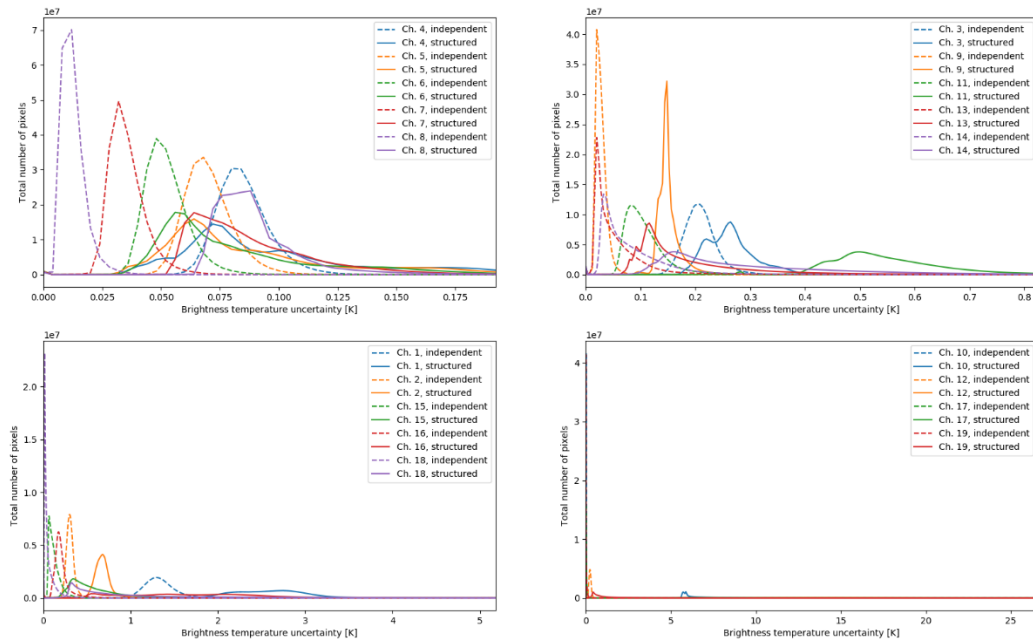 1e7
7
6
5
4
3
2
1
0
Total number of pixels
0.000 0.025 0.050 0.075 0.100 0.125 0.150 0.175
Brightness temperature uncertainty [K]
Ch. 4, independent
Ch. 4, structured
Ch. 5, independent
Ch. 5, structured
Ch. 6, independent
Ch. 6, structured
Ch. 7, independent
Ch. 7, structured
Ch. 8, independent
Ch. 8, structured
1e7
4.0
3.5
3.0
2.5
2.0
1.5
1.0
0.5
0.0
Total number of pixels
0.0 0.1 0.2 0.3 0.4 0.5 0.6 0.7 0.8
Brightness temperature uncertainty [K]
Ch. 3, independent
Ch. 3, structured
Ch. 9, independent
Ch. 9, structured
Ch. 11, independent
Ch. 11, structured
Ch. 13, independent
Ch. 13, structured
Ch. 14, independent
Ch. 14, structured
1e7
2.0
1.5
1.0
0.5
0.0
Total number of pixels
0 1 2 3 4 5
Brightness temperature uncertainty [K]
Ch. 1, independent
Ch. 1, structured
Ch. 2, independent
Ch. 2, structured
Ch. 15, independent
Ch. 15, structured
Ch. 16, independent
Ch. 16, structured
Ch. 18, independent
Ch. 18, structured
1e7
4
3
2
1
0
Total number of pixels
0 5 10 15 20 25
Brightness temperature uncertainty [K]
Ch. 10, independent
Ch. 10, structured
Ch. 12, independent
Ch. 12, structured
Ch. 17, independent
Ch. 17, structured
Ch. 19, independent
Ch. 19, structured